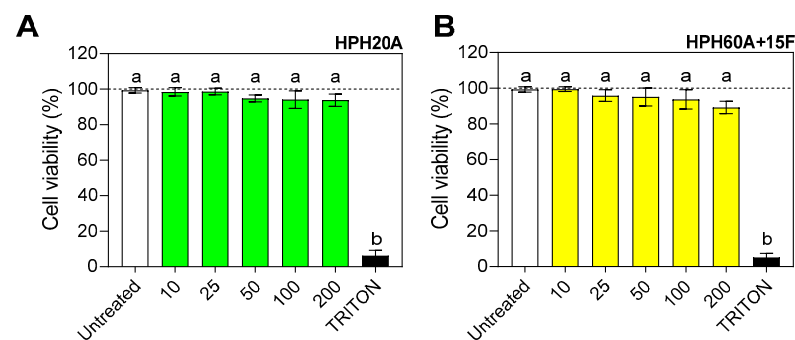 A
HPH20A
Cell viability (%)
120
100
80
60
40
20
0
a a a a a a b
Untreated 10 25 50 100 200 TRITON
B
HPH60A+15F
Cell viability (%)
120
100
80
60
40
20
0
a a a a a a b
Untreated 10 25 50 100 200 TRITON